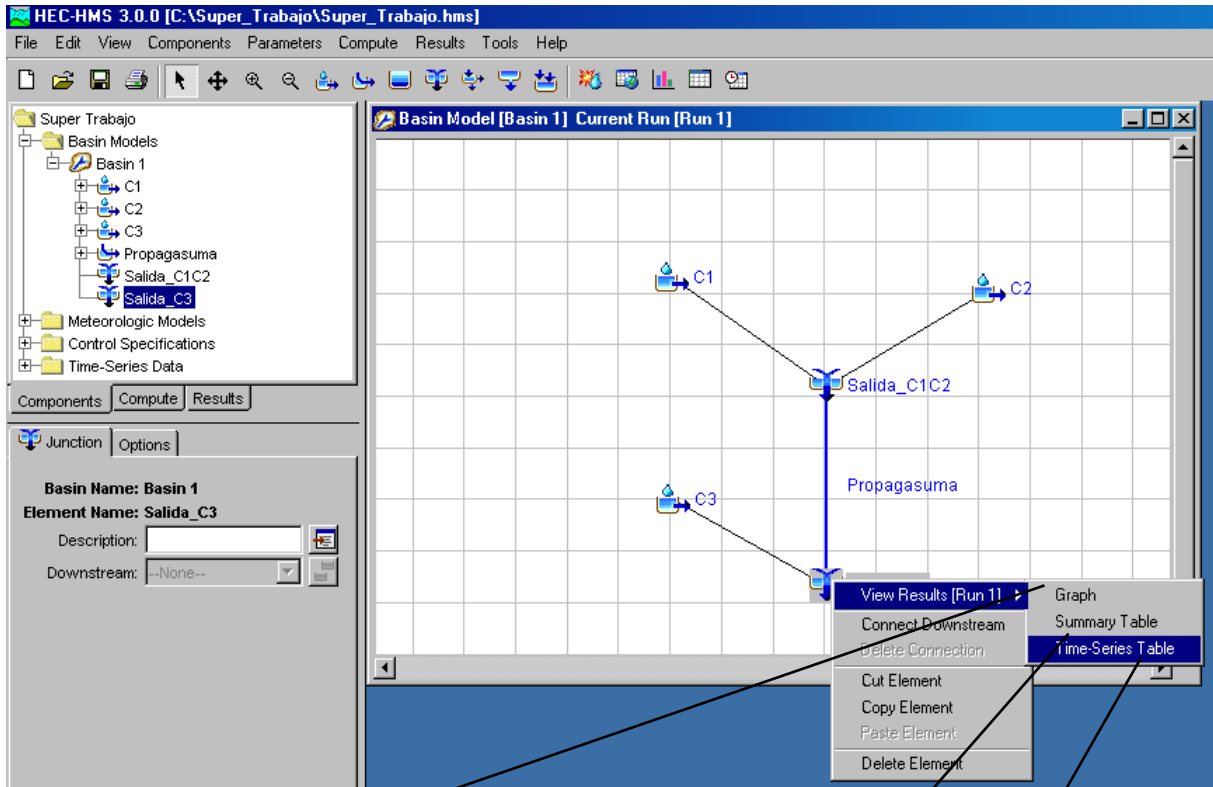 HEC-HMS 3.0.0 [C:\Super_Trabajo\Super_Trabajo.hms]
File Edit View Components Parameters Compute Results Tools Help
Super Trabajo
Basin Models
Basin 1
C1
C2
C3
Propagasuma
Salida_C1C2
Salida_C3
Meteorologic Models
Control Specifications
Time-Series Data
Components Compute Results
Junction Options
Basin Name: Basin 1
Element Name: Salida_C3
Description:
Downstream: --None--
Basin Model [Basin 1] Current Run [Run 1]
C1
C2
Salida_C1C2
Propagasuma
C3
View Results [Run 1]
Connect Downstream
Delete Connection
Cut Element
Copy Element
Paste Element
Delete Element
Graph
Summary Table
Time-Series Table